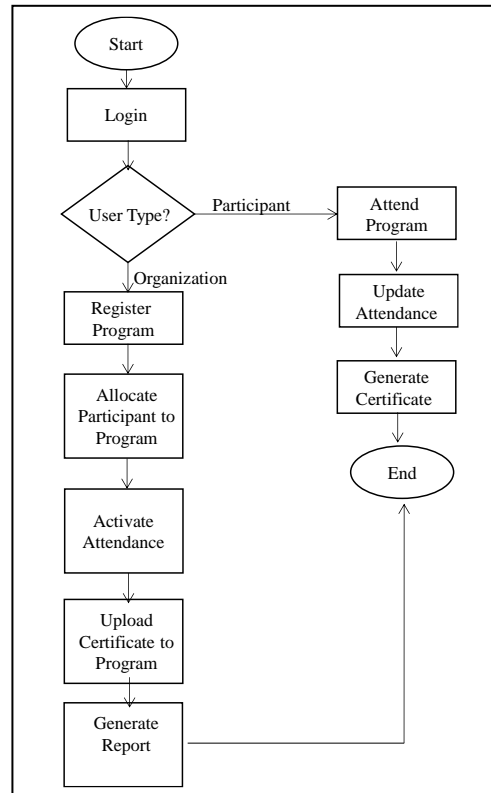 Start
Login
User Type?
Participant
Organization
Register
Program
Allocate
Participant to
Program
Activate
Attendance
Upload
Certificate to
Program
Generate
Report
Attend
Program
Update
Attendance
Generate
Certificate
End